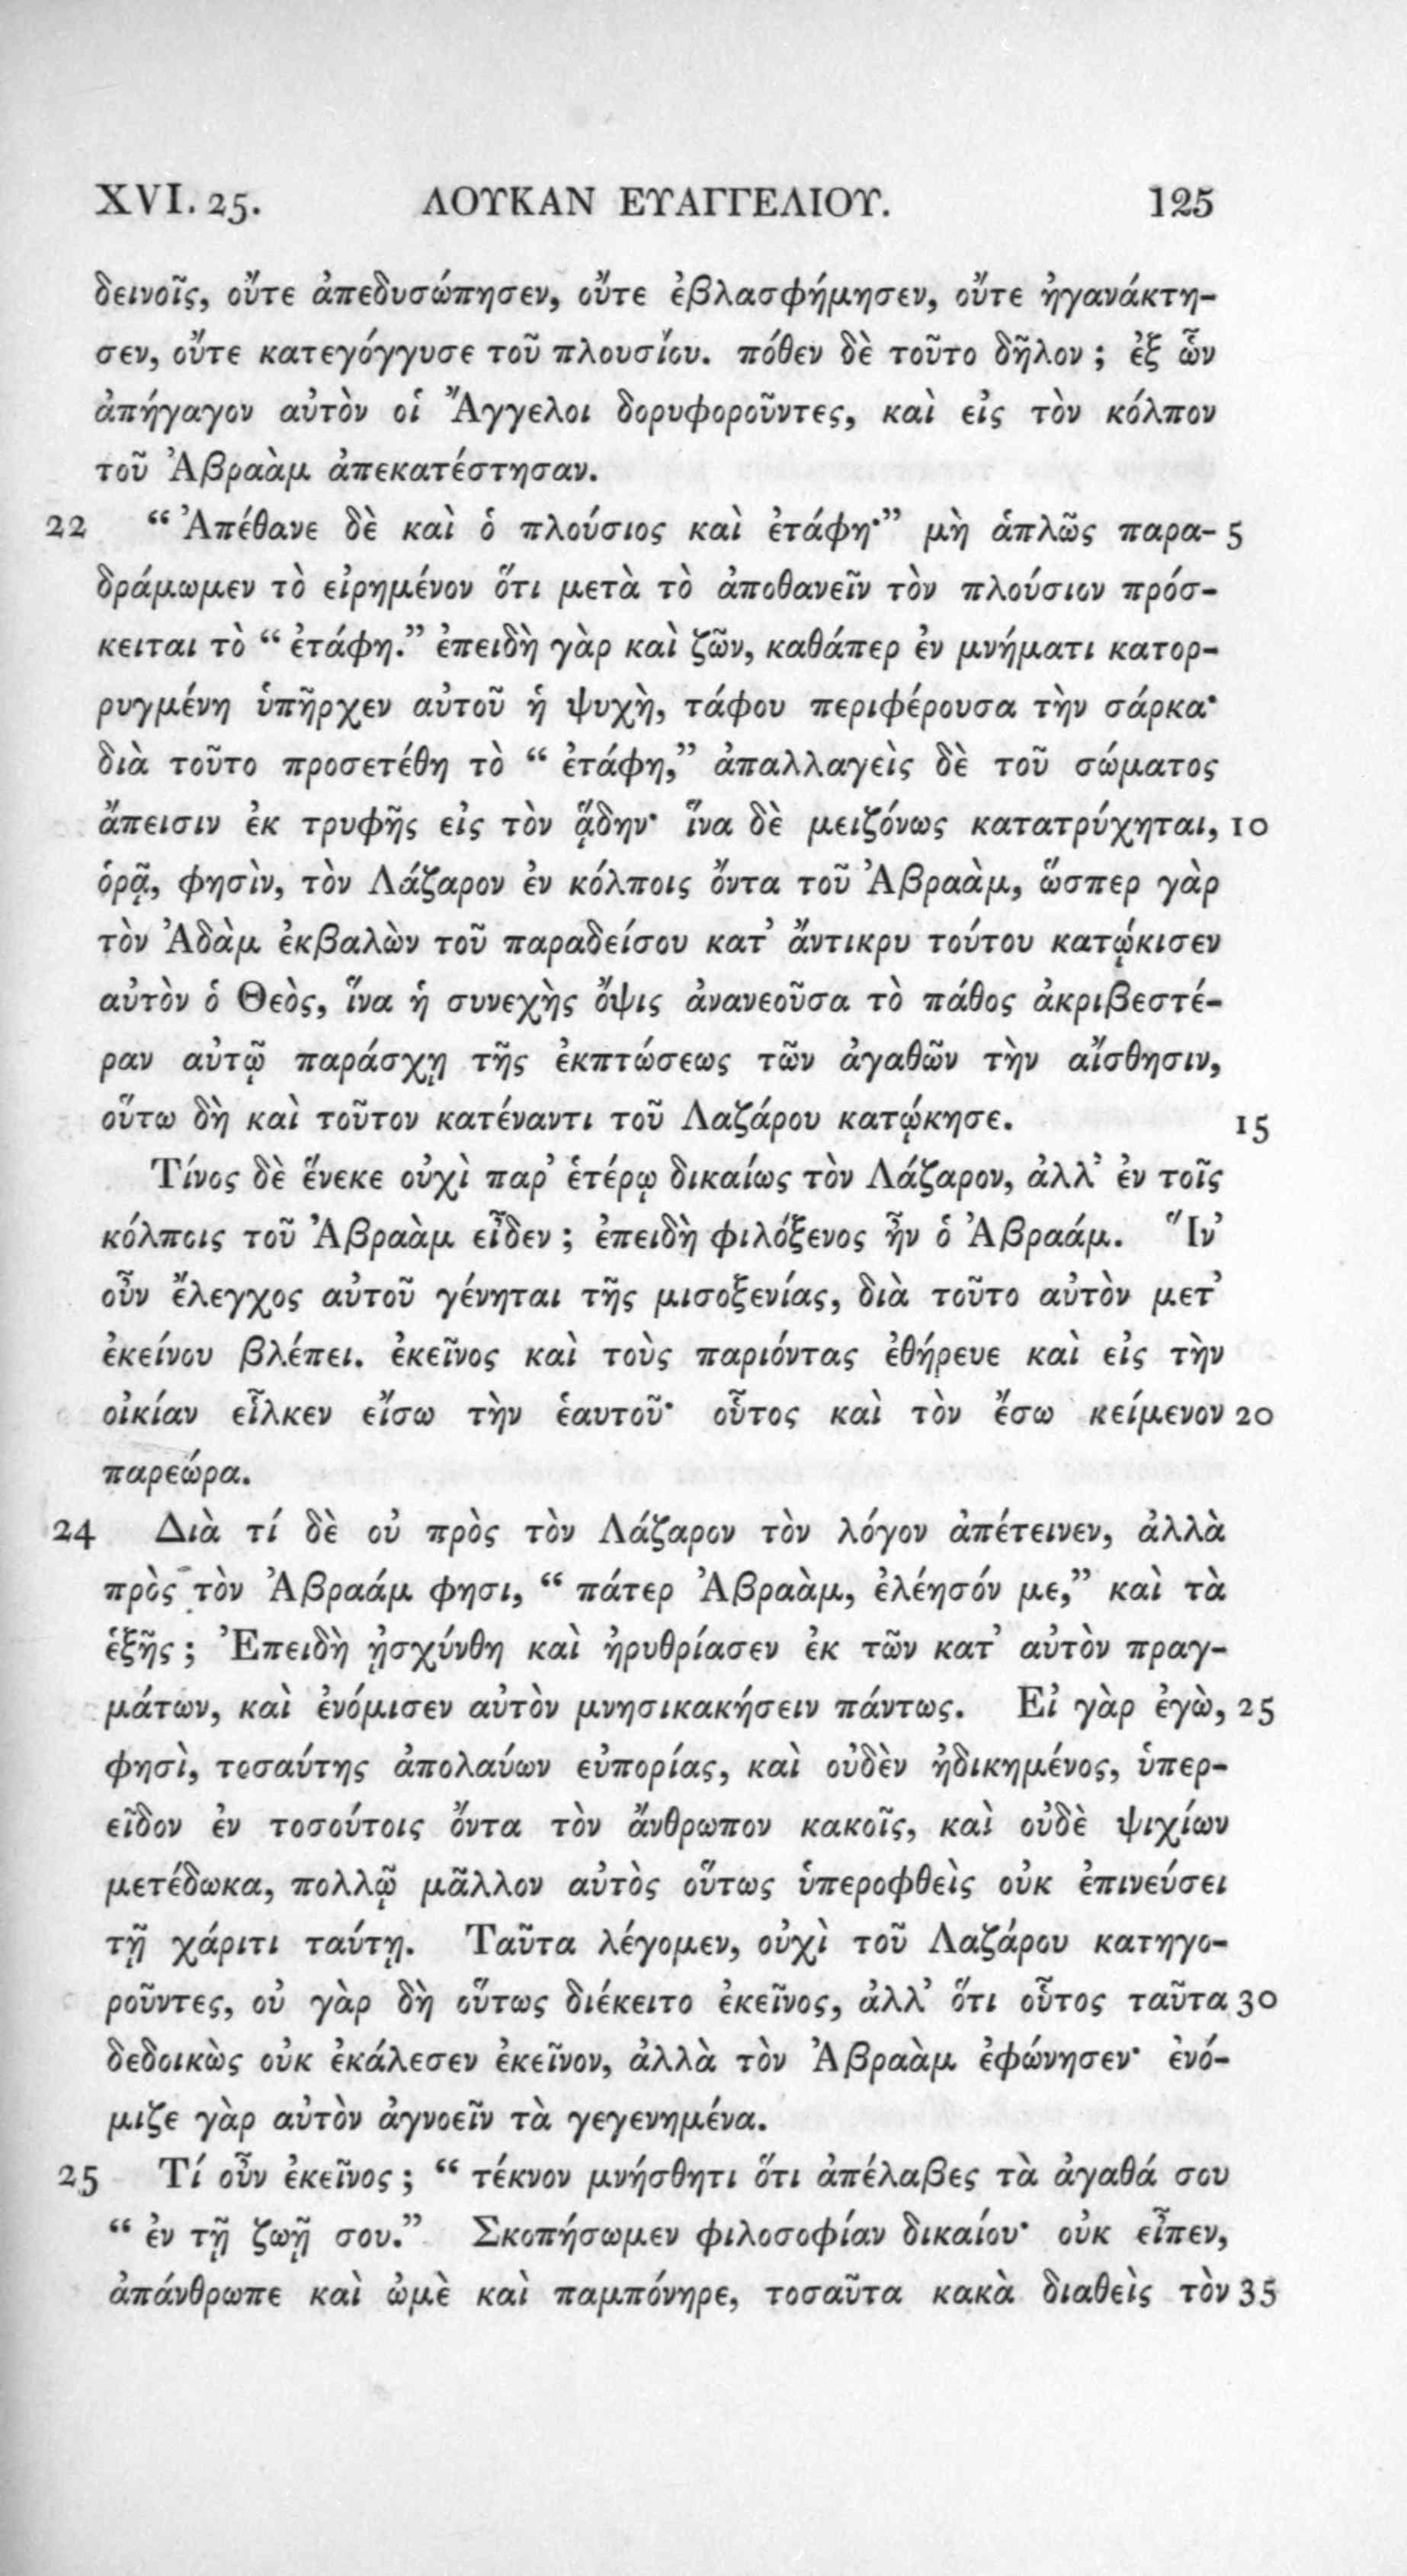 XVI. 25. ΛΟΥΚΑΝ ΕΥΑΓΓΕΛΙΟΥ. 125
δεινοῖς, οὔτε ἀπεδυσώπησεν, οὔτε ἐβλασφήμησεν, οὔτε ἠγανάκτη-
σεν, οὔτε κατεγόγγυσε τοῦ πλουσίου. πόθεν δὲ τοῦτο δῆλον ; ἐξ ὧν
ἀπήγαγον αὐτὸν οἱ Ἄγγελοι δορυφοροῦντες, καὶ εἰς τὸν κόλπον
τοῦ Ἀβραὰμ ἀπεκατέστησαν.
22 “ Ἀπέθανε δὲ καὶ ὁ πλούσιος καὶ ἐτάφη·” μὴ ἁπλῶς παρα- 5
δράμωμεν τὸ εἰρημένον ὅτι μετὰ τὸ ἀποθανεῖν τὸν πλούσιον πρόσ-
κειται τὸ “ ἐτάφη.” ἐπειδὴ γὰρ καὶ ζῶν, καθάπερ ἐν μνήματι κατορ-
ρυγμένη ὑπῆρχεν αὐτοῦ ἡ ψυχὴ, τάφου περιφέρουσα τὴν σάρκα·
διὰ τοῦτο προσετέθη τὸ “ ἐτάφη,” ἀπαλλαγεὶς δὲ τοῦ σώματος
ἄπεισιν ἐκ τρυφῆς εἰς τὸν ᾅδην· ἵνα δὲ μειζόνως κατατρύχηται, 10
ὁρᾷ, φησὶν, τὸν Λάζαρον ἐν κόλποις ὄντα τοῦ Ἀβραὰμ, ὥσπερ γὰρ
τὸν Ἀδὰμ ἐκβαλὼν τοῦ παραδείσου κατ’ ἄντικρυ τούτου κατῴκισεν
αὐτὸν ὁ Θεὸς, ἵνα ἡ συνεχὴς ὄψις ἀνανεοῦσα τὸ πάθος ἀκριβεστέ-
ραν αὐτῷ παράσχῃ τῆς ἐκπτώσεως τῶν ἀγαθῶν τὴν αἴσθησιν,
οὕτω δὴ καὶ τοῦτον κατέναντι τοῦ Λαζάρου κατῴκησε. 15
Τίνος δὲ ἕνεκε οὐχὶ παρ’ ἑτέρῳ δικαίως τὸν Λάζαρον, ἀλλ’ ἐν τοῖς
κόλποις τοῦ Ἀβραὰμ εἶδεν ; ἐπειδὴ φιλόξενος ἦν ὁ Ἀβραάμ. Ἵν’
οὖν ἔλεγχος αὐτοῦ γένηται τῆς μισοξενίας, διὰ τοῦτο αὐτὸν μετ’
ἐκείνου βλέπει. ἐκεῖνος καὶ τοὺς παριόντας ἐθήρευε καὶ εἰς τὴν
οἰκίαν εἷλκεν εἴσω τὴν ἑαυτοῦ· οὗτος καὶ τὸν ἔσω κείμενον 20
παρεώρα.
24 Διὰ τί δὲ οὐ πρὸς τὸν Λάζαρον τὸν λόγον ἀπέτεινεν, ἀλλὰ
πρὸς τὸν Ἀβραάμ φησι, “ πάτερ Ἀβραὰμ, ἐλέησόν με,” καὶ τὰ
ἑξῆς ; Ἐπειδὴ ᾐσχύνθη καὶ ἠρυθρίασεν ἐκ τῶν κατ’ αὐτὸν πραγ-
μάτων, καὶ ἐνόμισεν αὐτὸν μνησικακήσειν πάντως. Εἰ γὰρ ἐγὼ, 25
φησὶ, τοσαύτης ἀπολαύων εὐπορίας, καὶ οὐδὲν ἠδικημένος, ὑπερ-
εῖδον ἐν τοσούτοις ὄντα τὸν ἄνθρωπον κακοῖς, καὶ οὐδὲ ψιχίων
μετέδωκα, πολλῷ μᾶλλον αὐτὸς οὕτως ὑπεροφθεὶς οὐκ ἐπινεύσει
τῇ χάριτι ταύτῃ. Ταῦτα λέγομεν, οὐχὶ τοῦ Λαζάρου κατηγο-
ροῦντες, οὐ γὰρ δὴ οὕτως διέκειτο ἐκεῖνος, ἀλλ’ ὅτι οὗτος ταῦτα 30
δεδοικὼς οὐκ ἐκάλεσεν ἐκεῖνον, ἀλλὰ τὸν Ἀβραὰμ ἐφώνησεν· ἐνό-
μιζε γὰρ αὐτὸν ἀγνοεῖν τὰ γεγενημένα.
25 Τί οὖν ἐκεῖνος ; “ τέκνον μνήσθητι ὅτι ἀπέλαβες τὰ ἀγαθά σου
“ ἐν τῇ ζωῇ σου.” Σκοπήσωμεν φιλοσοφίαν δικαίου· οὐκ εἶπεν,
ἀπάνθρωπε καὶ ὠμὲ καὶ παμπόνηρε, τοσαῦτα κακὰ διαθεὶς τὸν 35